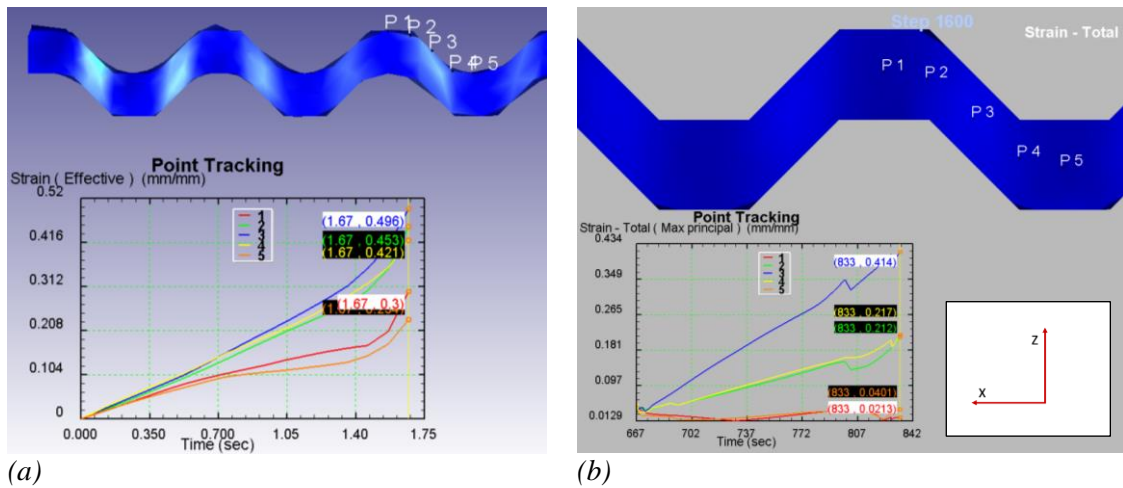 P 1 P 2
P 3
P 4 P 5
Point Tracking
Strain ( Effective ) (mm/mm)
0.52
0.416
0.312
0.208
0.104
0
1
2
3
4
5
(1.67 , 0.496)
(1.67 , 0.453)
(1.67 , 0.421)
(1.67 , 0.3)
0.000 0.350 0.700 1.05 1.40 1.75
Time (sec)
(a)
Step 1600
Strain - Total
P 1
P 2
P 3
P 4
P 5
Point Tracking
Strain - Total ( Max principal ) (mm/mm)
0.434
0.349
0.265
0.181
0.097
0.0129
1
2
3
4
5
(833 , 0.414)
(833 , 0.217)
(833 , 0.212)
(833 , 0.0401)
(833 , 0.0213)
667 702 737 772 807 842
Time (sec)
Z
X
(b)